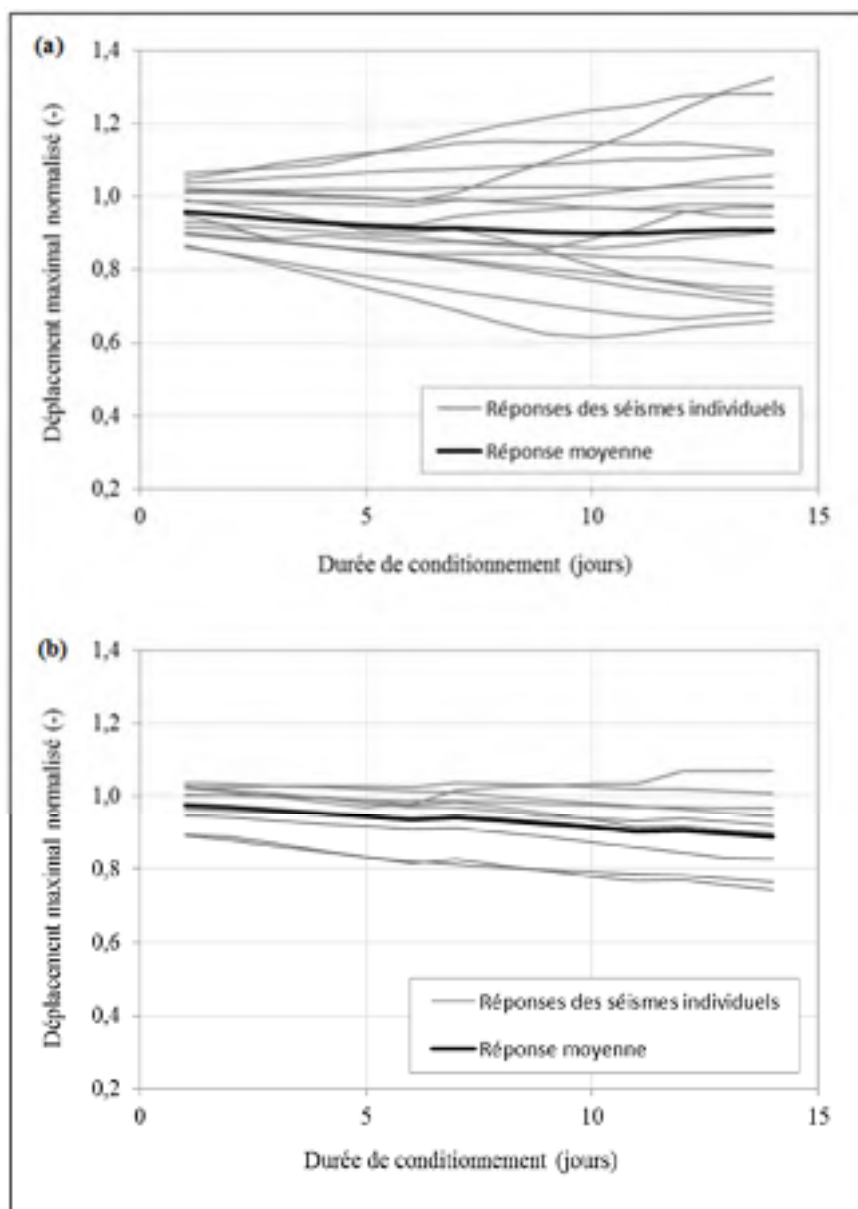 (a)
Déplacement maximal normalisé (-)
1,4
1,2
1,0
0,8
0,6
0,4
0,2
Réponses des séismes individuels
Réponse moyenne
0 5 10 15
Durée de conditionnement (jours)
(b)
Déplacement maximal normalisé (-)
1,4
1,2
1,0
0,8
0,6
0,4
0,2
Réponses des séismes individuels
Réponse moyenne
0 5 10 15
Durée de conditionnement (jours)